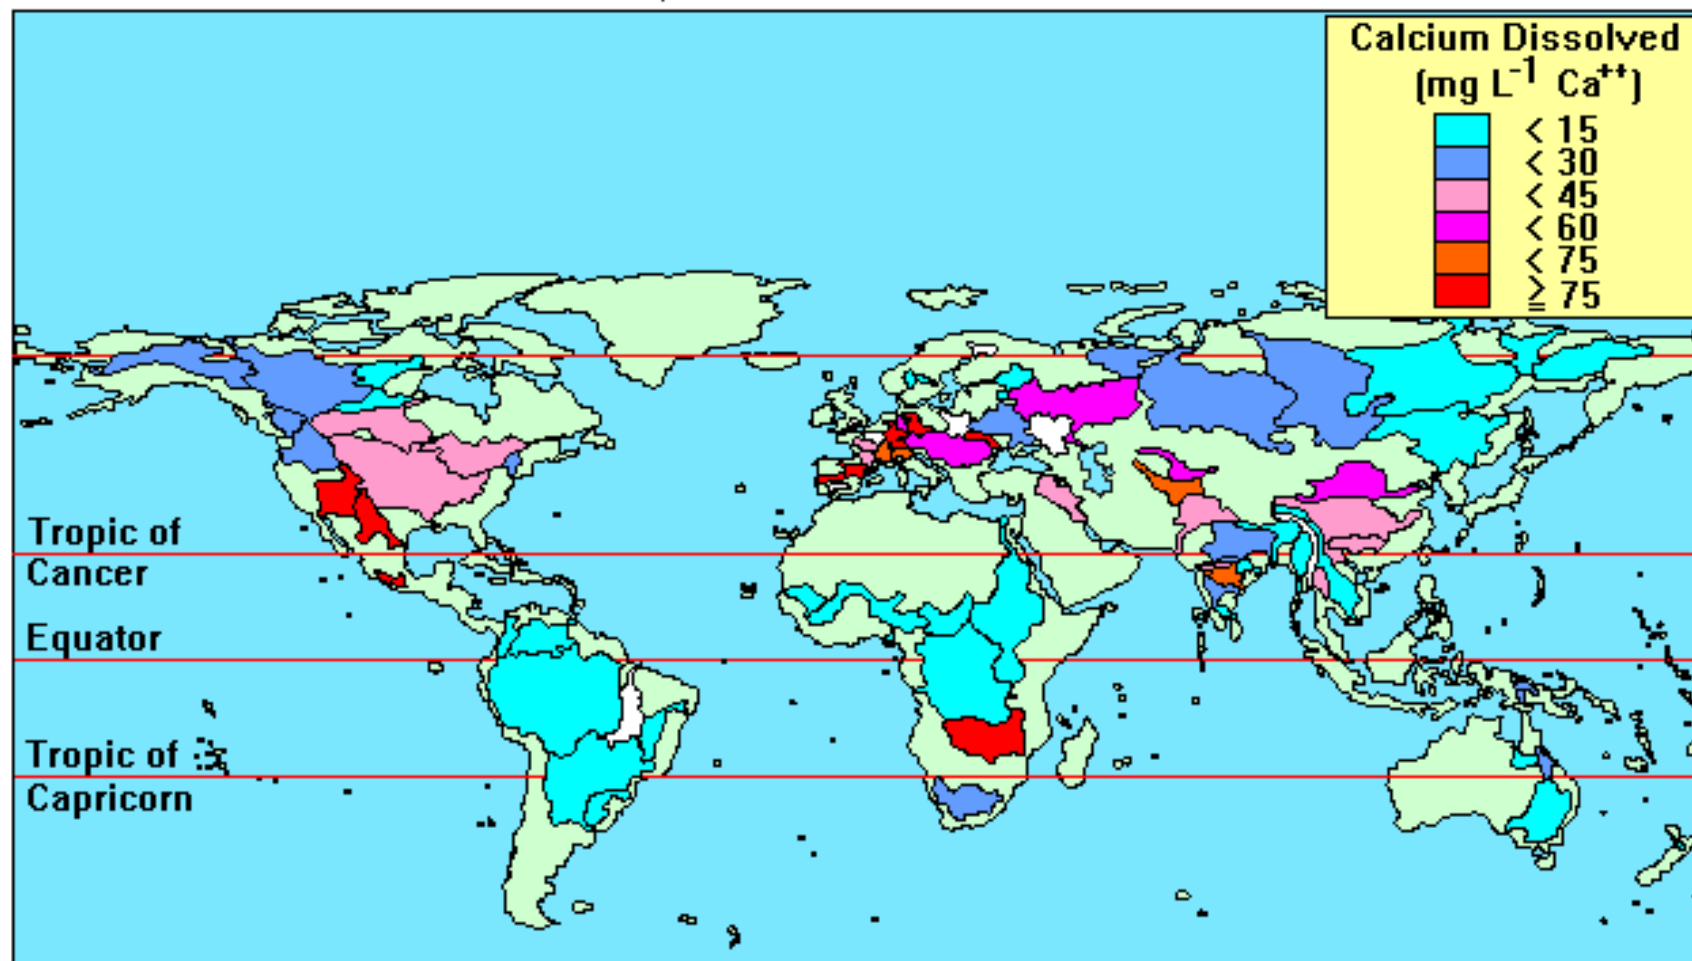 Calcium Dissolved
(mg L⁻¹ Ca⁺⁺)
< 15
< 30
< 45
< 60
< 75
≧ 75
Tropic of
Cancer
Equator
Tropic of
Capricorn